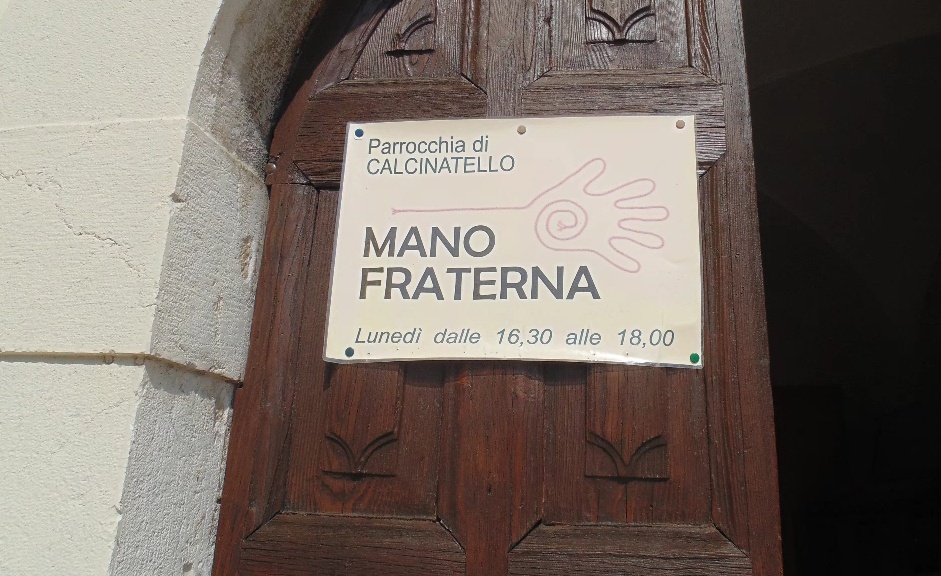 Parrocchia di
CALCINATELLO
MANO
FRATERNA
Lunedì dalle 16,30 alle 18,00